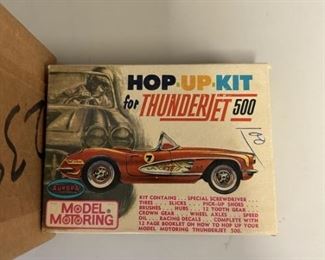 HOP-UP-KIT
for THUNDERJET 500
7
AURORA
MODEL
MOTORING
KIT CONTAINS . . . . SPECIAL SCREWDRIVER . . .
TIRES . . . SLICKS . . . PICK-UP SHOES . . .
BRUSHES . . . HUBS . . . 12 TOOTH GEAR . . .
CROWN GEAR . . . WHEEL AXLES . . . SPEED
OIL . . . RACING DECALS . . . COMPLETE WITH
12 PAGE BOOKLET ON HOW TO HOP UP YOUR
MODEL MOTORING THUNDERJET 500.